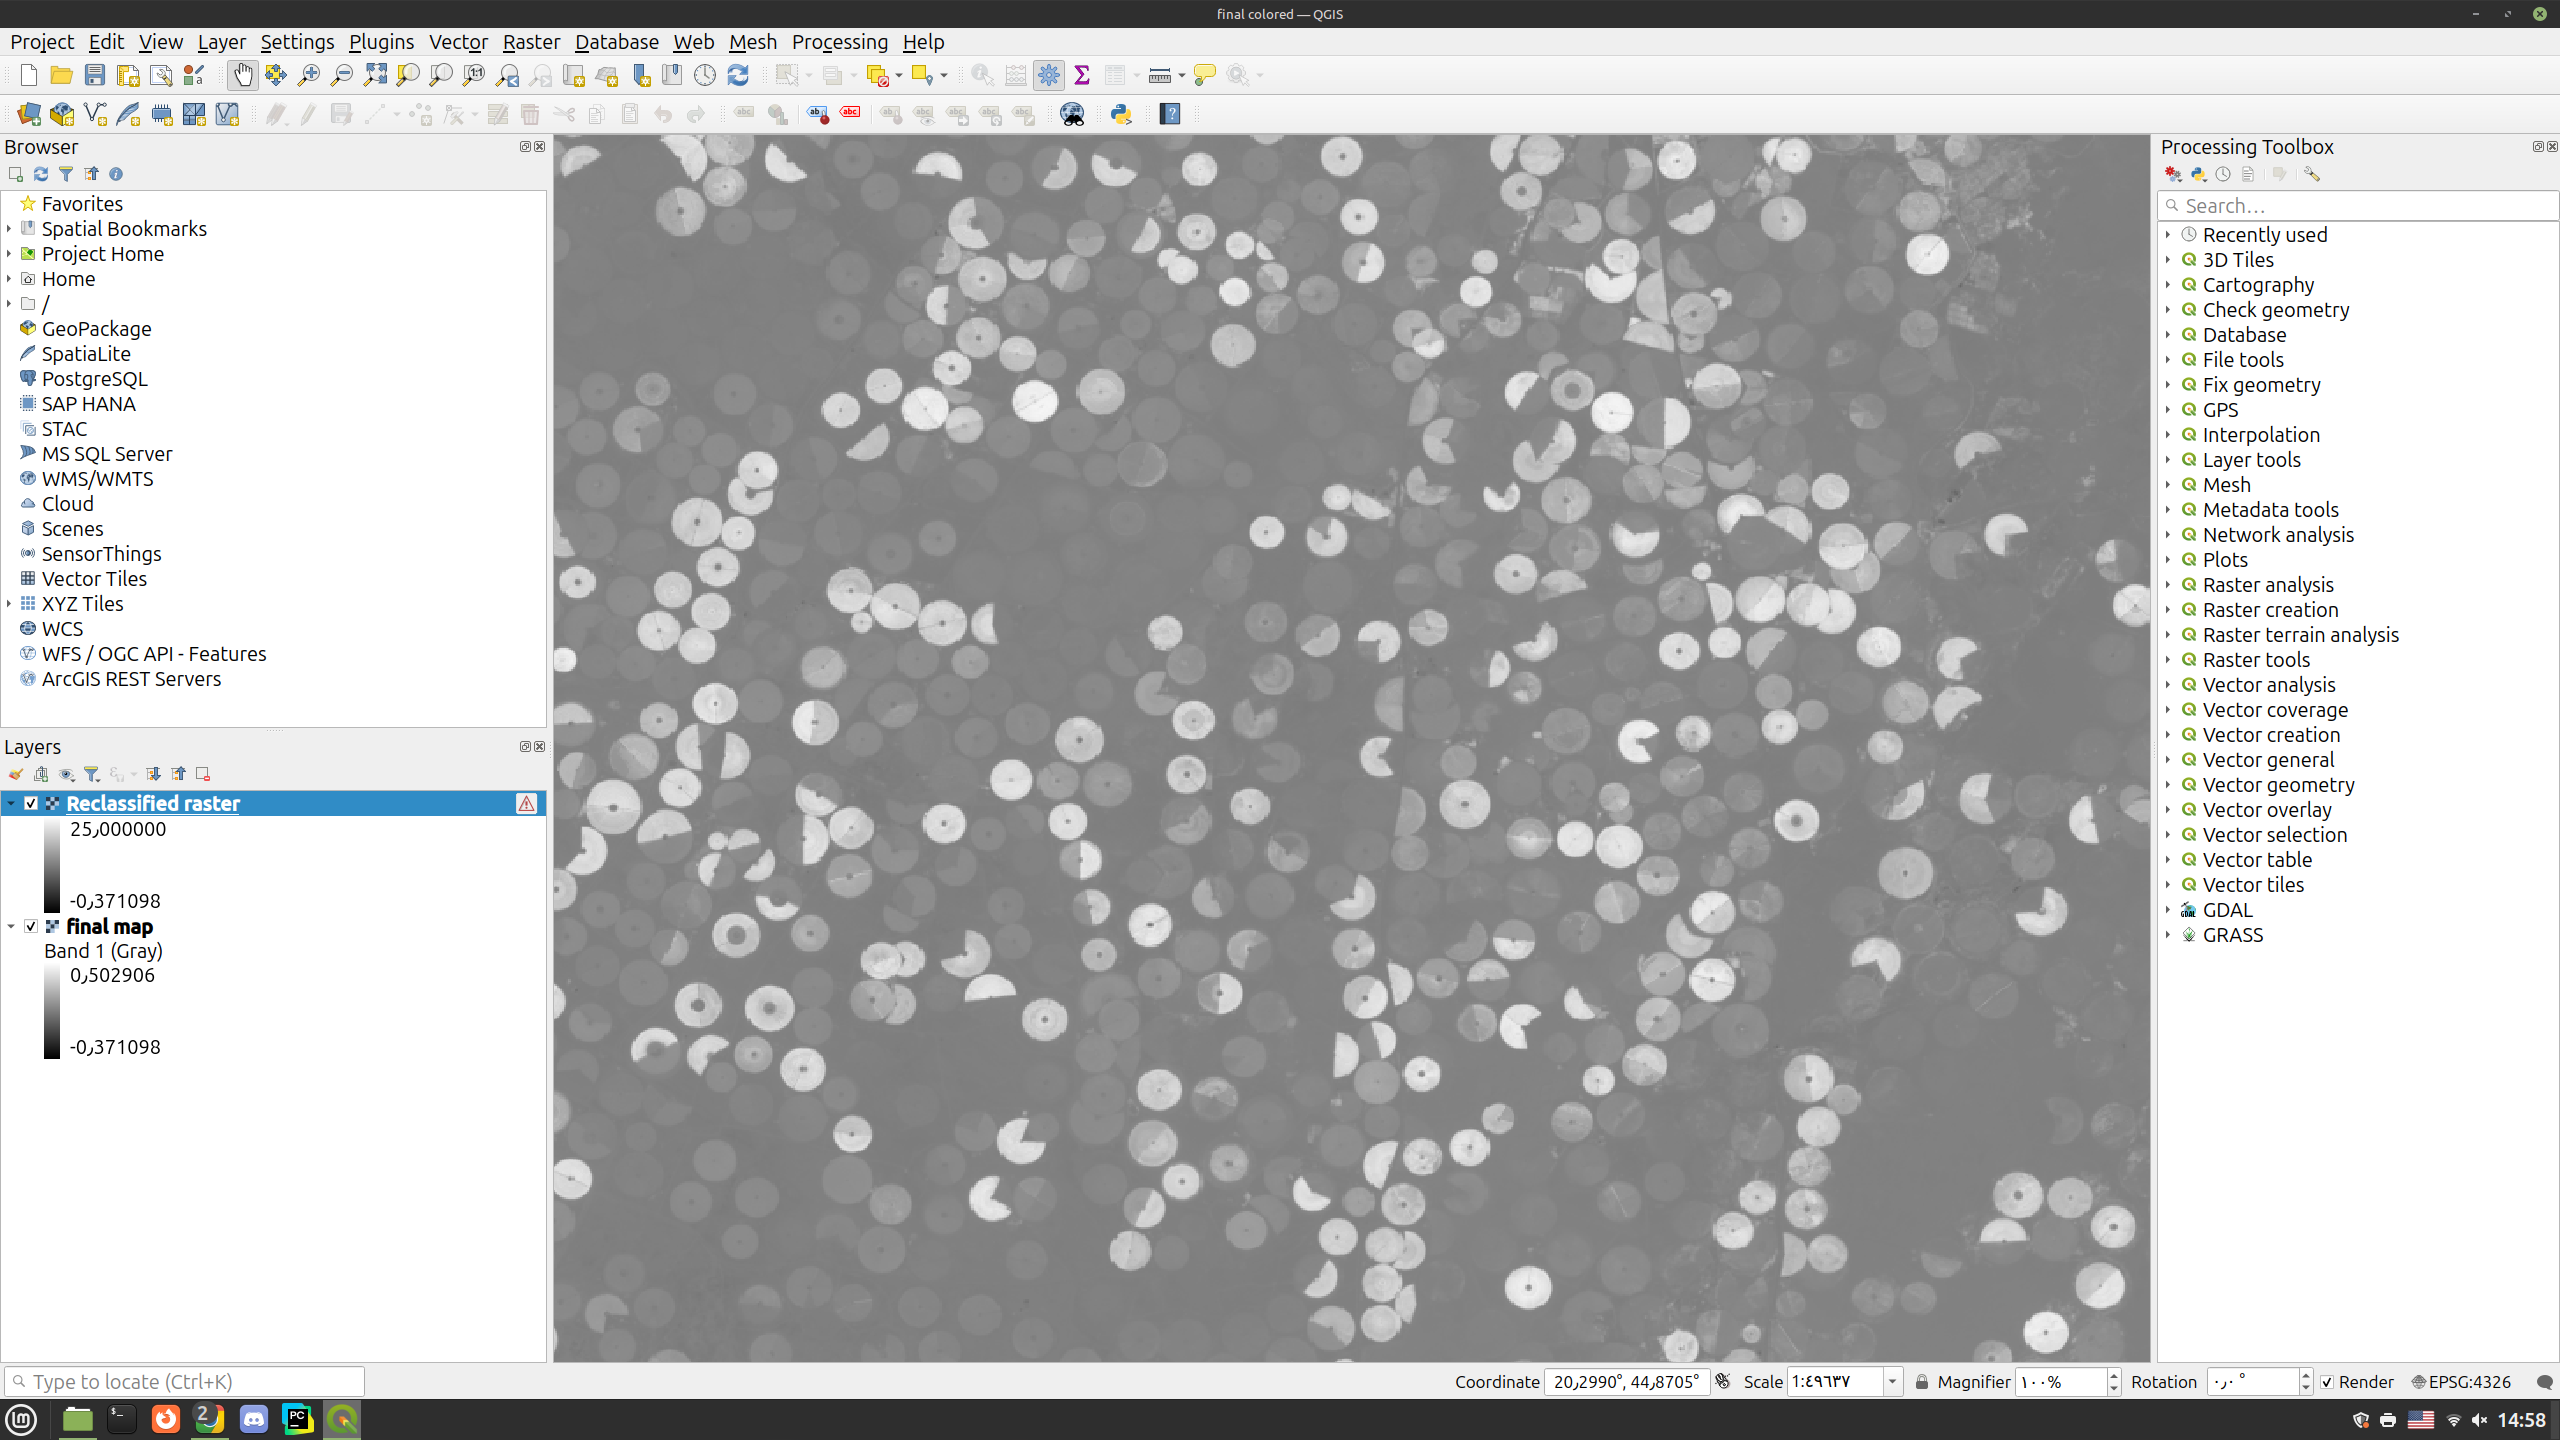 final colored — QGIS
Project Edit View Layer Settings Plugins Vector Raster Database Web Mesh Processing Help
Browser
Favorites
Spatial Bookmarks
Project Home
Home
/
GeoPackage
SpatiaLite
PostgreSQL
SAP HANA
STAC
MS SQL Server
WMS/WMTS
Cloud
Scenes
SensorThings
Vector Tiles
XYZ Tiles
WCS
WFS / OGC API - Features
ArcGIS REST Servers
Layers
Reclassified raster
25٫000000
-0٫371098
final map
Band 1 (Gray)
0٫502906
-0٫371098
Processing Toolbox
Search…
Recently used
3D Tiles
Cartography
Check geometry
Database
File tools
Fix geometry
GPS
Interpolation
Layer tools
Mesh
Metadata tools
Network analysis
Plots
Raster analysis
Raster creation
Raster terrain analysis
Raster tools
Vector analysis
Vector coverage
Vector creation
Vector general
Vector geometry
Vector overlay
Vector selection
Vector table
Vector tiles
GDAL
GRASS
Type to locate (Ctrl+K)
Coordinate 20٫2990°, 44٫8705° Scale 1:٤٩٦٣٧ Magnifier ١٠٠% Rotation ٠٫٠ ° Render EPSG:4326
2 14:58